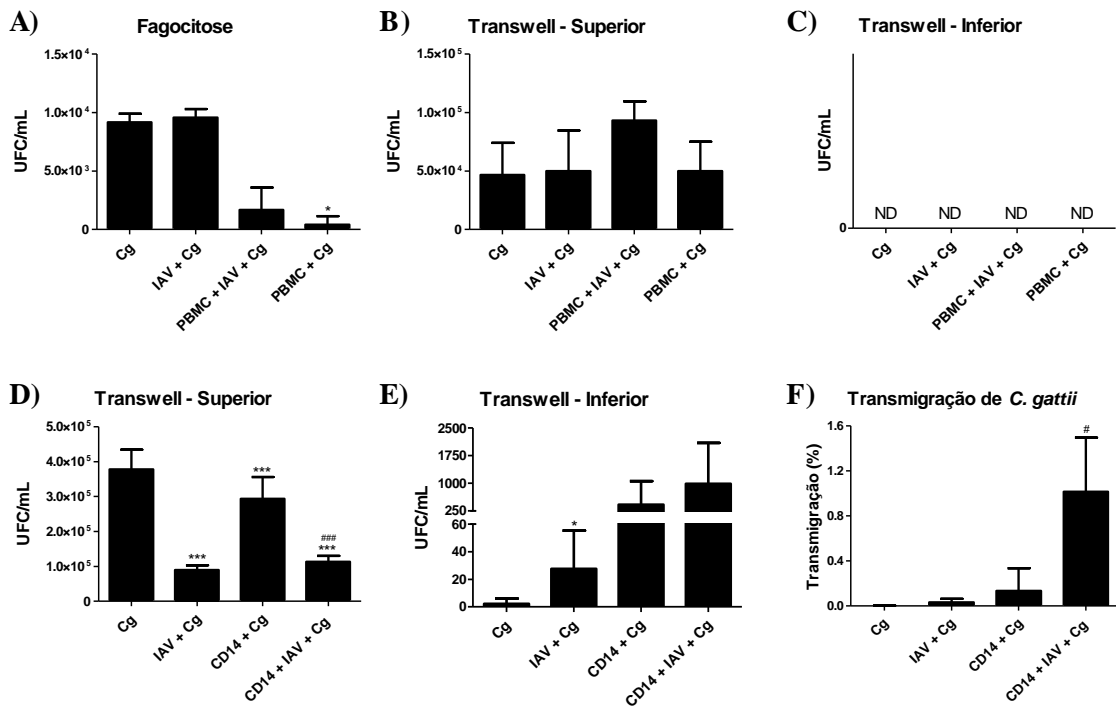 A)
Fagocitose
UFC/mL
1.5×10⁴
1.0×10⁴
5.0×10³
0
*
Cg
IAV + Cg
PBMC + IAV + Cg
PBMC + Cg
B)
Transwell - Superior
UFC/mL
1.5×10⁵
1.0×10⁵
5.0×10⁴
0
Cg
IAV + Cg
PBMC + IAV + Cg
PBMC + Cg
C)
Transwell - Inferior
UFC/mL
0
ND
ND
ND
ND
Cg
IAV + Cg
PBMC + IAV + Cg
PBMC + Cg
D)
Transwell - Superior
UFC/mL
5.0×10⁵
4.0×10⁵
3.0×10⁵
2.0×10⁵
1.0×10⁵
0
***
***
###
***
Cg
IAV + Cg
CD14 + Cg
CD14 + IAV + Cg
E)
Transwell - Inferior
UFC/mL
2500
1000
250
60
40
20
0
*
Cg
IAV + Cg
CD14 + Cg
CD14 + IAV + Cg
F)
Transmigração de C. gattii
Transmigração (%)
1.6
1.2
0.8
0.4
0.0
#
Cg
IAV + Cg
CD14 + Cg
CD14 + IAV + Cg